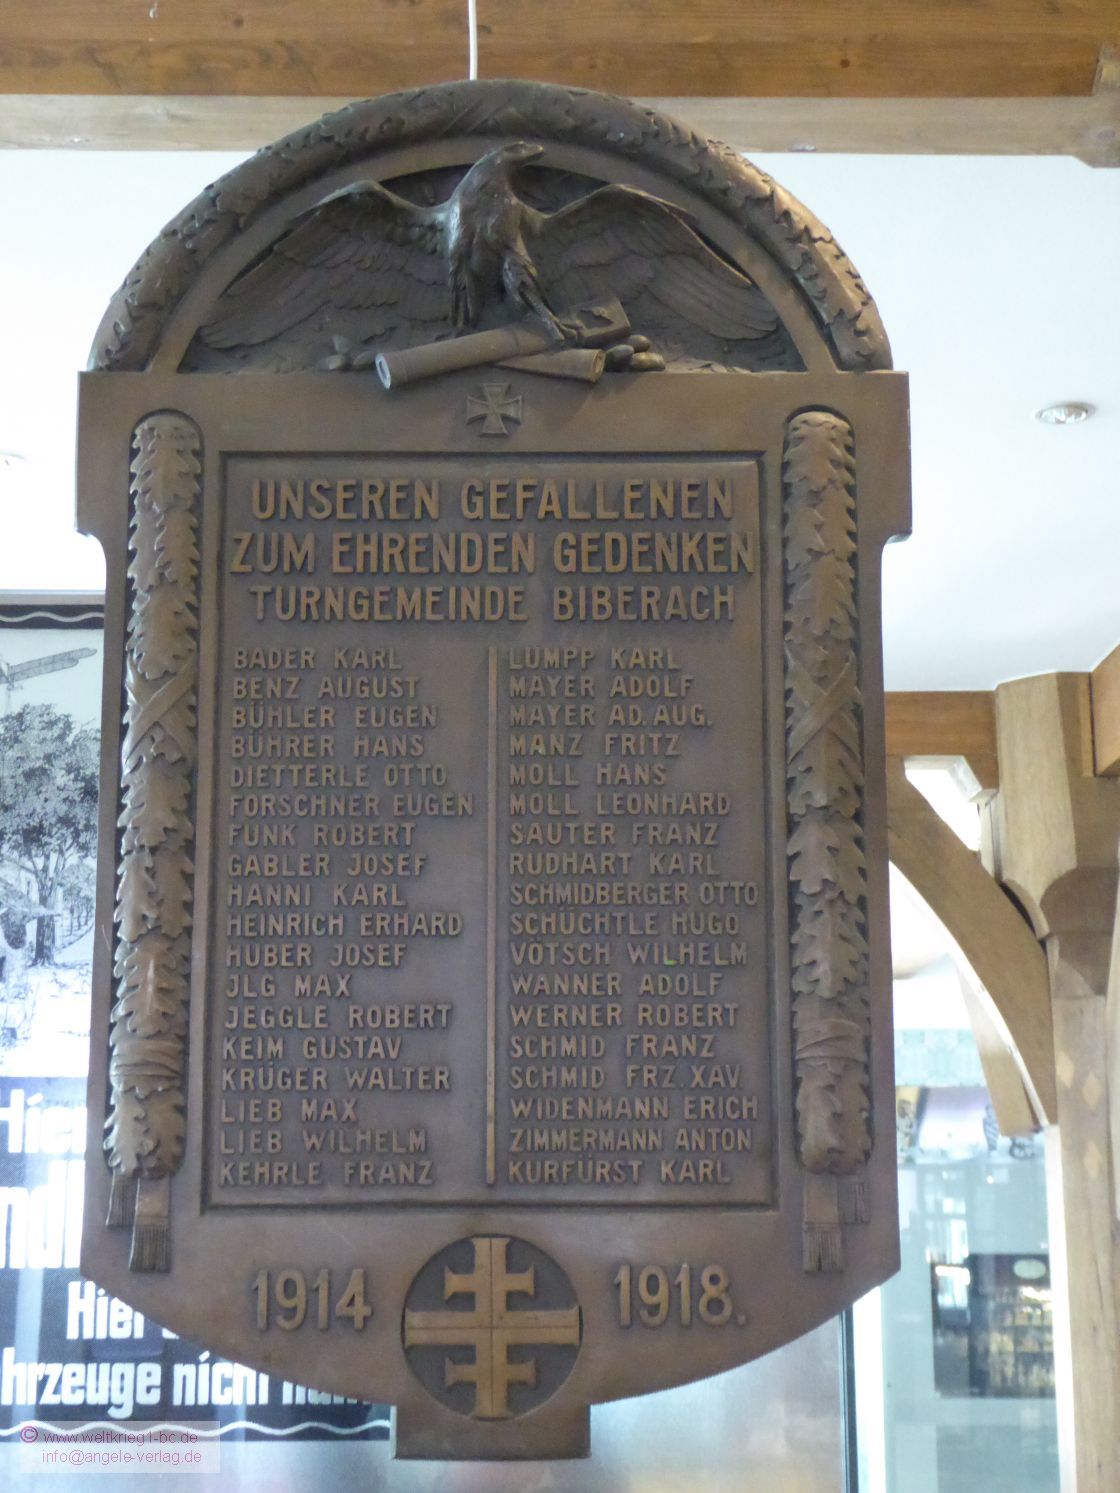 UNSEREN GEFALLENEN
ZUM EHRENDEN GEDENKEN
TURNGEMEINDE BIBERACH
BADER KARL
BENZ AUGUST
BÜHLER EUGEN
BÜHRER HANS
DIETTERLE OTTO
FORSCHNER EUGEN
FUNK ROBERT
GABLER JOSEF
HANNI KARL
HEINRICH ERHARD
HUBER JOSEF
JLG MAX
JEGGLE ROBERT
KEIM GUSTAV
KRÜGER WALTER
LIEB MAX
LIEB WILHELM
KEHRLE FRANZ
LUMPP KARL
MAYER ADOLF
MAYER AD. AUG.
MANZ FRITZ
MOLL HANS
MOLL LEONHARD
SAUTER FRANZ
RUDHART KARL
SCHMIDBERGER OTTO
SCHÜCHTLE HUGO
VÖTSCH WILHELM
WANNER ADOLF
WERNER ROBERT
SCHMID FRANZ
SCHMID FRZ. XAV
WIDENMANN ERICH
ZIMMERMANN ANTON
KURFÜRST KARL
1914 1918.
Hier
hrzeuge nicht
© www.weltkrieg1-bc.de
info@angele-verlag.de